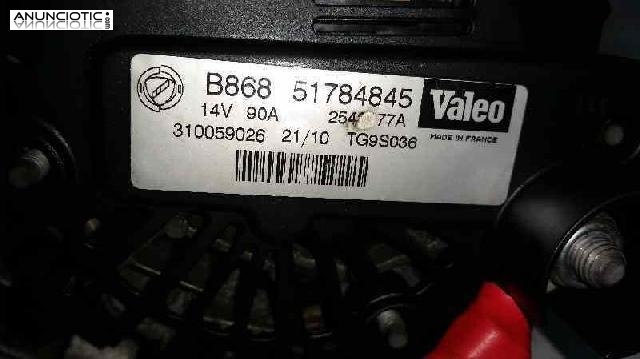 ANUNCIOTIC
B868 51784845
14V 90A
310059026 21/10 TG9S036
Valeo
MADE IN FRANCE